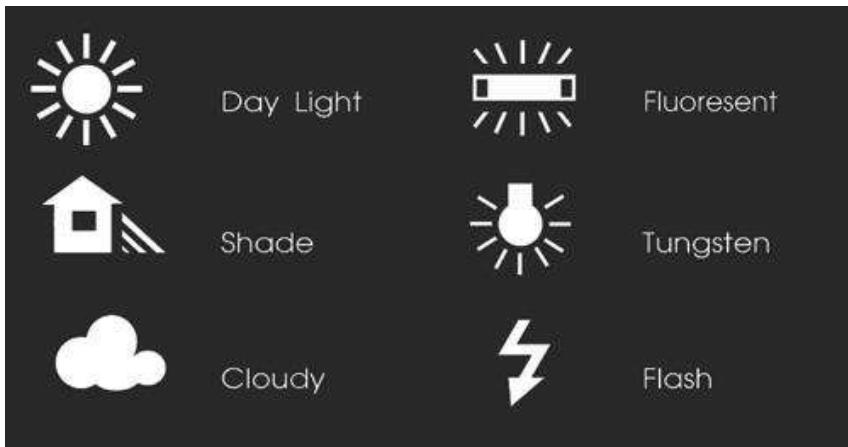 Day Light
Fluoresent
Shade
Tungsten
Cloudy
Flash